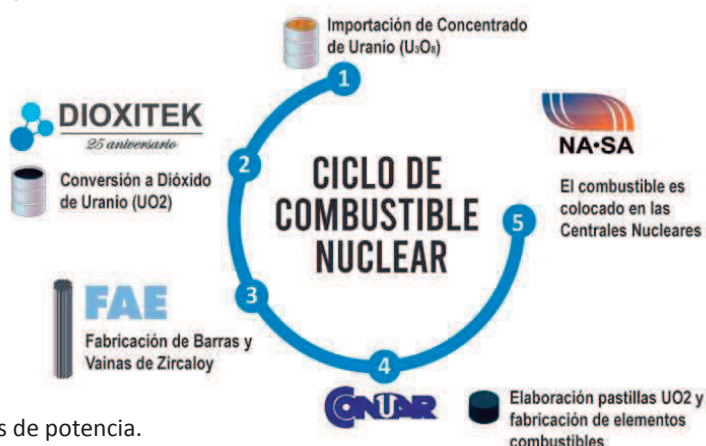 Importación de Concentrado
de Uranio (U₃O₈)
1
DIOXITEK
25 aniversario
2
Conversión a Dióxido
de Uranio (UO2)
CICLO DE
COMBUSTIBLE
NUCLEAR
NA•SA
El combustible es
colocado en las
Centrales Nucleares
5
3
FAE
Fabricación de Barras y
Vainas de Zircaloy
4
CONUAR
Elaboración pastillas UO2 y
fabricación de elementos
combustibles
s de potencia.